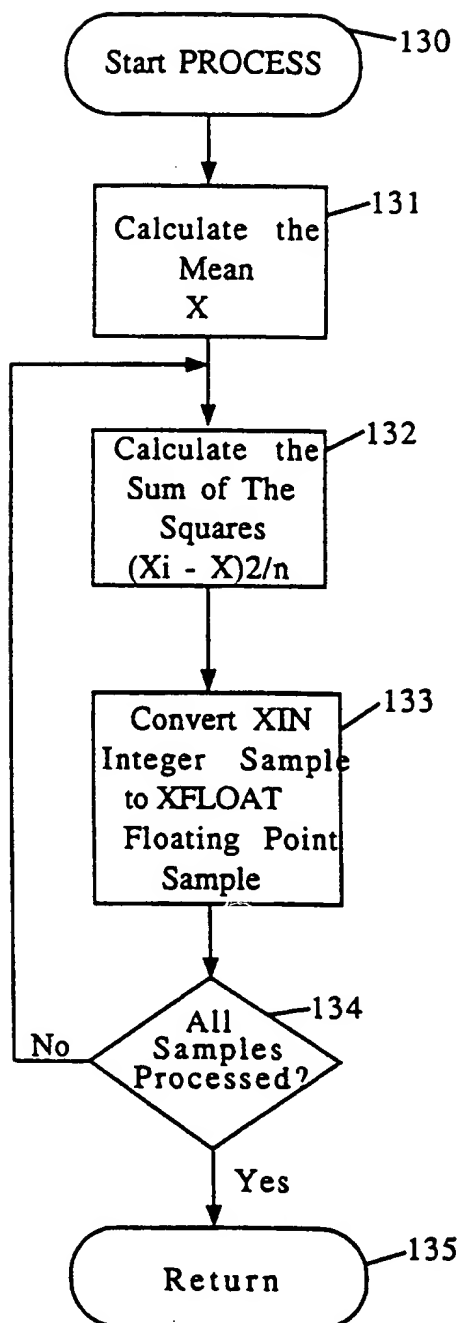 Start PROCESS
130
Calculate the
Mean
X
131
Calculate the
Sum of The
Squares
(Xi - X)2/n
132
Convert XIN
Integer Sample
to XFLOAT
Floating Point
Sample
133
All
Samples
Processed?
134
No
Yes
Return
135